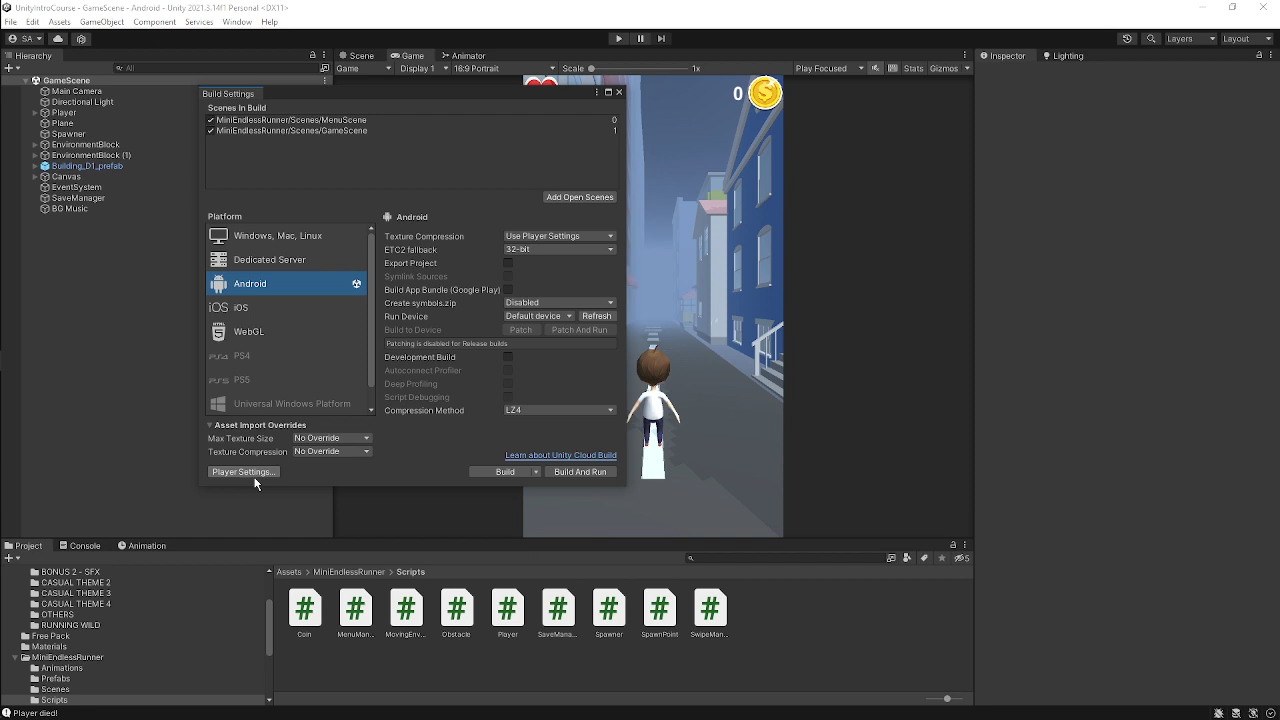 UnityIntroCourse - GameScene - Android - Unity 2021.3.14f1 Personal <DX11>
File Edit Assets GameObject Component Services Window Help
SA Layers Layout
Hierarchy Scene Game Animator Inspector Lighting
All Game Display 1 16:9 Portrait Scale 1x Play Focused Stats Gizmos
GameScene
Main Camera
Directional Light
Player
Plane
Spawner
EnvironmentBlock
EnvironmentBlock (1)
Building_D1_prefab
Canvas
EventSystem
SaveManager
BG Music
0
Build Settings
Scenes In Build
MiniEndlessRunner/Scenes/MenuScene 0
MiniEndlessRunner/Scenes/GameScene 1
Add Open Scenes
Platform
Windows, Mac, Linux
Dedicated Server
Android
iOS iOS
WebGL
PS4 PS4
PS5 PS5
Universal Windows Platform
Android
Texture Compression Use Player Settings
ETC2 fallback 32-bit
Export Project
Symlink Sources
Build App Bundle (Google Play)
Create symbols.zip Disabled
Run Device Default device Refresh
Build to Device Patch Patch And Run
Patching is disabled for Release builds
Development Build
Autoconnect Profiler
Deep Profiling
Script Debugging
Compression Method LZ4
Asset Import Overrides
Max Texture Size No Override
Texture Compression No Override
Learn about Unity Cloud Build
Player Settings... Build Build And Run
Project Console Animation
5
BONUS 2 - SFX
CASUAL THEME 2
CASUAL THEME 3
CASUAL THEME 4
OTHERS
RUNNING WILD
Free Pack
Materials
MiniEndlessRunner
Animations
Prefabs
Scenes
Scripts
Assets > MiniEndlessRunner > Scripts
Coin MenuMan... MovingEnv... Obstacle Player SaveMana... Spawner SpawnPoint SwipeMan...
Player died!